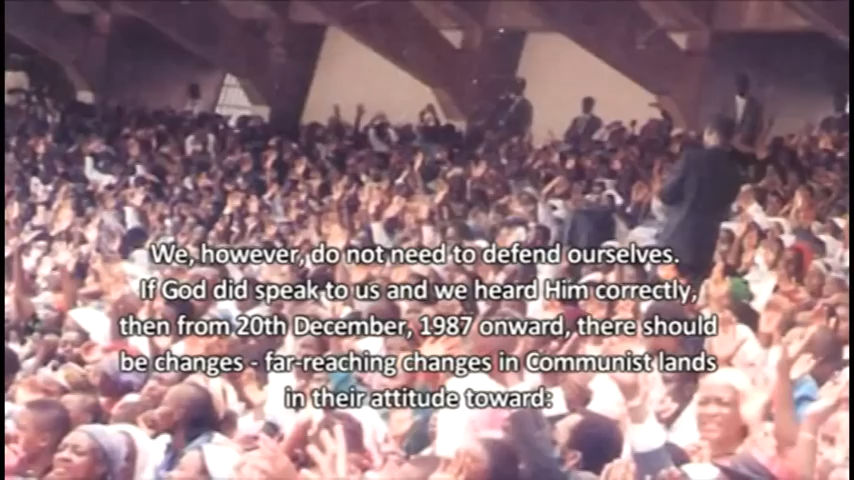 We, however, do not need to defend ourselves.
If God did speak to us and we heard Him correctly,
then from 20th December, 1987 onward, there should
be changes - far-reaching changes in Communist lands
in their attitude toward: